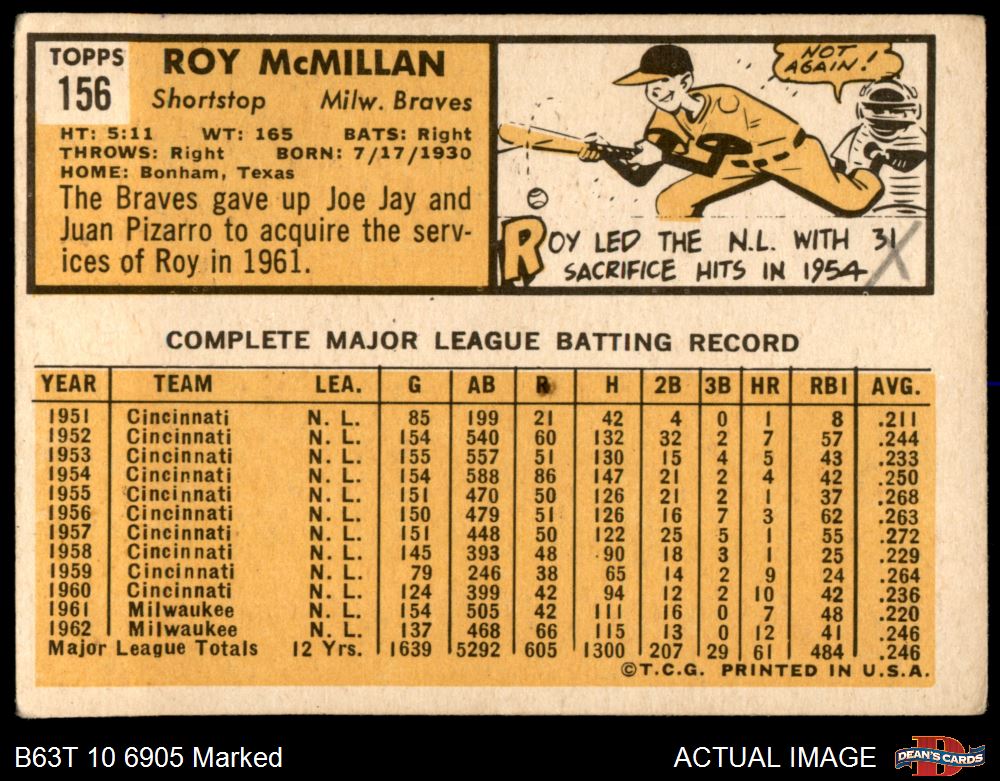 TOPPS
156
ROY McMILLAN
Shortstop Milw. Braves
HT: 5:11 WT: 165 BATS: Right
THROWS: Right BORN: 7/17/1930
HOME: Bonham, Texas
The Braves gave up Joe Jay and
Juan Pizarro to acquire the serv-
ices of Roy in 1961.
NOT
AGAIN!
ROY LED THE N.L. WITH 31
SACRIFICE HITS IN 1954
COMPLETE MAJOR LEAGUE BATTING RECORD
YEAR TEAM LEA. G AB R H 2B 3B HR RBI AVG.
1951 Cincinnati N. L. 85 199 21 42 4 0 1 8 .211
1952 Cincinnati N. L. 154 540 60 132 32 2 7 57 .244
1953 Cincinnati N. L. 155 557 51 130 15 4 5 43 .233
1954 Cincinnati N. L. 154 588 86 147 21 2 4 42 .250
1955 Cincinnati N. L. 151 470 50 126 21 2 1 37 .268
1956 Cincinnati N. L. 150 479 51 126 16 7 3 62 .263
1957 Cincinnati N. L. 151 448 50 122 25 5 1 55 .272
1958 Cincinnati N. L. 145 393 48 90 18 3 1 25 .229
1959 Cincinnati N. L. 79 246 38 65 14 2 9 24 .264
1960 Cincinnati N. L. 124 399 42 94 12 2 10 42 .236
1961 Milwaukee N. L. 154 505 42 111 16 0 7 48 .220
1962 Milwaukee N. L. 137 468 66 115 13 0 12 41 .246
Major League Totals 12 Yrs. 1639 5292 605 1300 207 29 61 484 .246
©T.C.G. PRINTED IN U.S.A.
B63T 10 6905 Marked ACTUAL IMAGE
D
DEAN'S CARDS